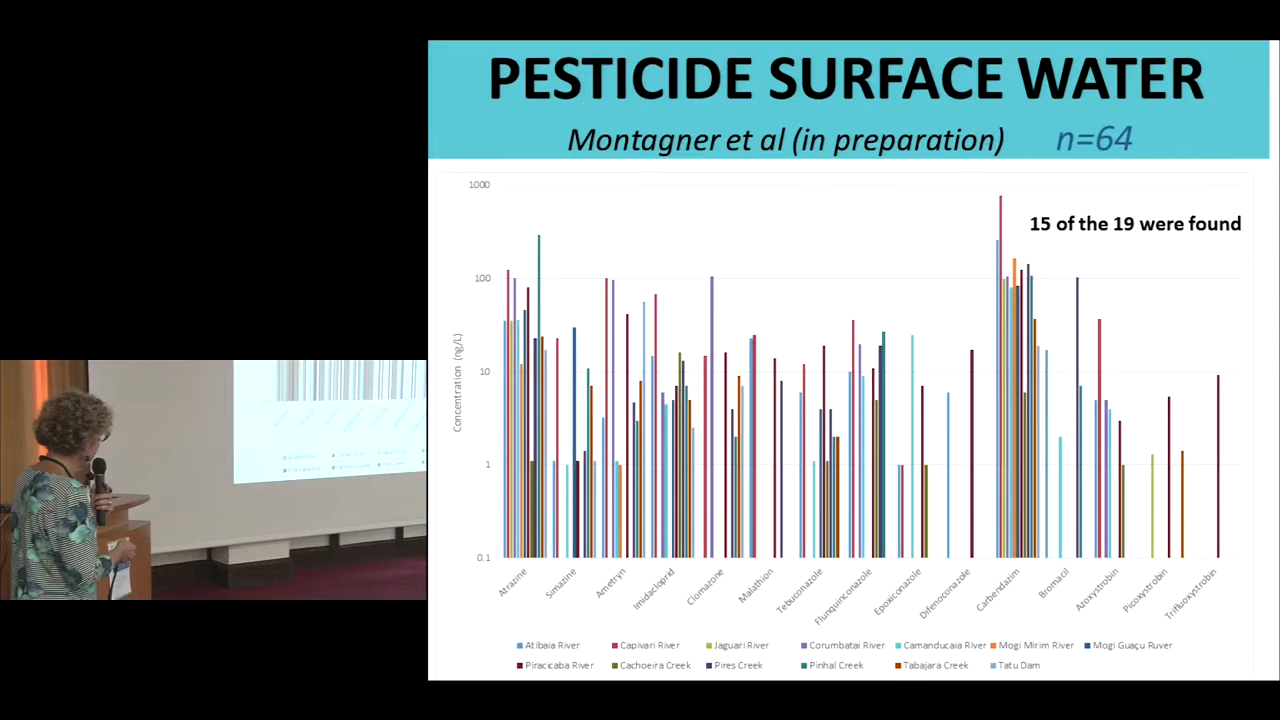 PESTICIDE SURFACE WATER
Montagner et al (in preparation) n=64
1000
15 of the 19 were found
100
10
1
0.1
Concentration (ng/L)
Atrazine
Simazine
Ametryn
Imidacloprid
Clomazone
Malathion
Tebuconazole
Flunquinconazole
Epoxiconazole
Difenoconazole
Carbendazim
Bromacil
Azoxystrobin
Picoxystrobin
Trifluoxystrobin
Atibaia River Capivari River Jaguari River Corumbatai River Camanducaia River Mogi Mirim River Mogi Guaçu Ruver
Piracicaba River Cachoeira Creek Pires Creek Pinhal Creek Tabajara Creek Tatu Dam